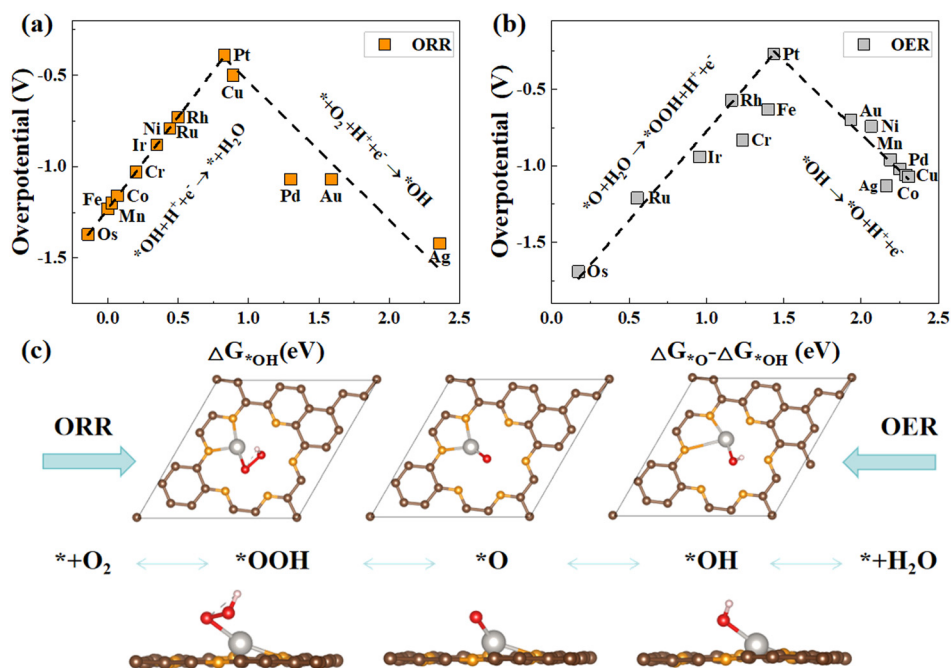 (a)
ORR
Overpotential (V)
-0.5
-1.0
-1.5
Pt
Cu
Rh
Ni
Ru
Ir
Cr
Fe
Co
Mn
Os
Pd
Au
Ag
*OH+H⁺+e⁻→*+H₂O
*+O₂+H⁺+e⁻→*OH
0.0 0.5 1.0 1.5 2.0 2.5
△G*OH(eV)
(b)
OER
Overpotential (V)
-0.5
-1.0
-1.5
Pt
Rh
Fe
Au
Ni
Cr
Ir
Mn
Pd
Cu
Ag
Co
Ru
Os
*O+H₂O→*OOH+H⁺+e⁻
*OH→*O+H⁺+e⁻
0.0 0.5 1.0 1.5 2.0 2.5
△G*O-△G*OH (eV)
(c)
ORR
OER
*+O₂ *OOH *O *OH *+H₂O